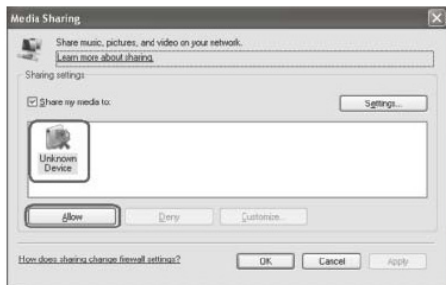 Media Sharing
Share music, pictures, and video on your network.
Learn more about sharing.
Sharing settings
Share my media to:
Settings...
Unknown
Device
Allow
Deny
Customize...
How does sharing change firewall settings?
OK
Cancel
Apply